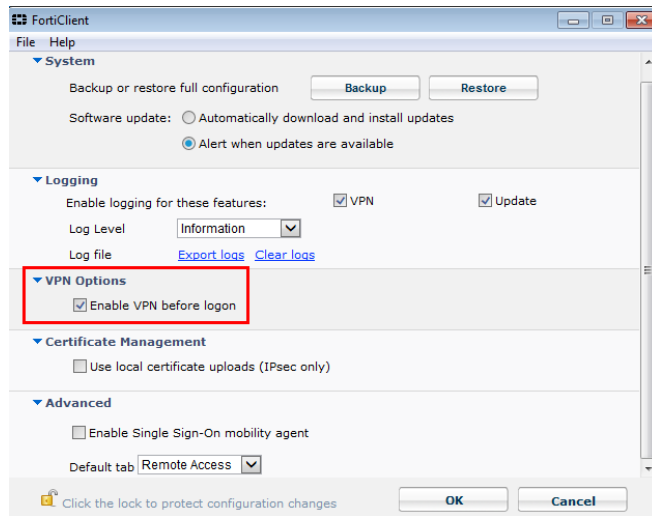 FortiClient
File Help
System
Backup or restore full configuration Backup Restore
Software update: Automatically download and install updates
Alert when updates are available
Logging
Enable logging for these features: VPN Update
Log Level Information
Log file Export logs Clear logs
VPN Options
Enable VPN before logon
Certificate Management
Use local certificate uploads (IPsec only)
Advanced
Enable Single Sign-On mobility agent
Default tab Remote Access
Click the lock to protect configuration changes OK Cancel